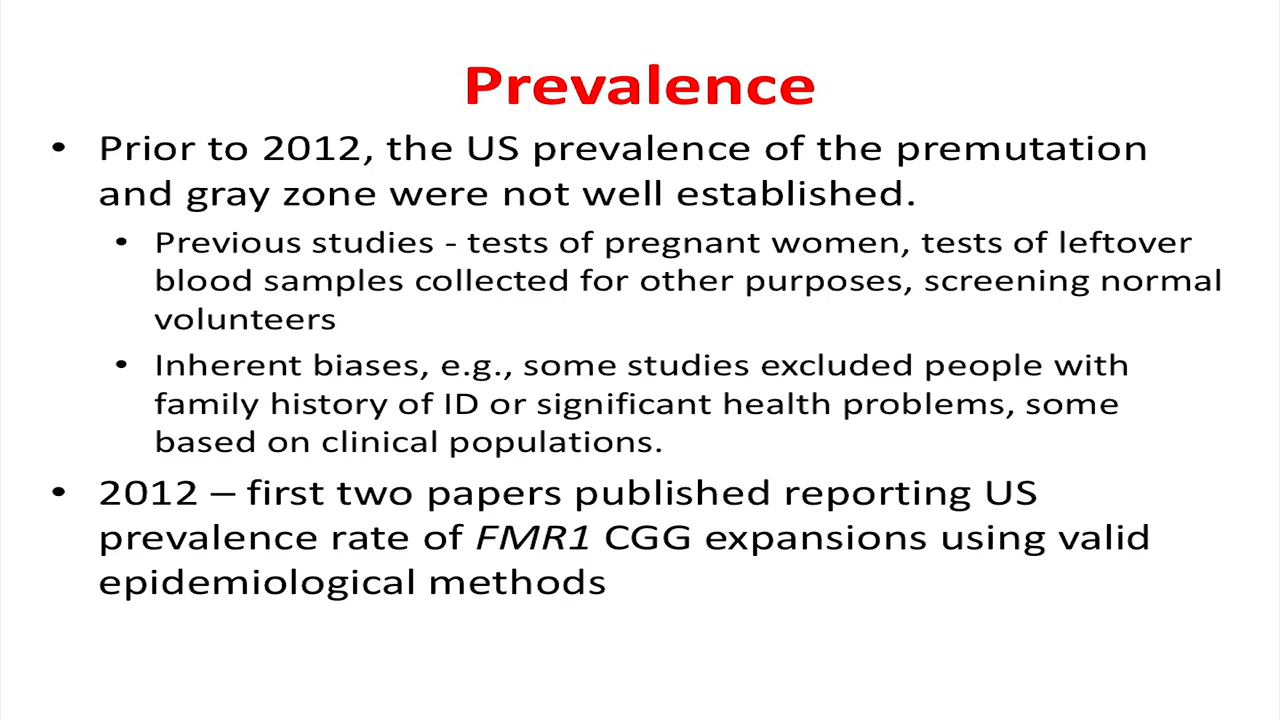 Prevalence
• Prior to 2012, the US prevalence of the premutation
and gray zone were not well established.
• Previous studies - tests of pregnant women, tests of leftover
blood samples collected for other purposes, screening normal
volunteers
• Inherent biases, e.g., some studies excluded people with
family history of ID or significant health problems, some
based on clinical populations.
• 2012 – first two papers published reporting US
prevalence rate of FMR1 CGG expansions using valid
epidemiological methods